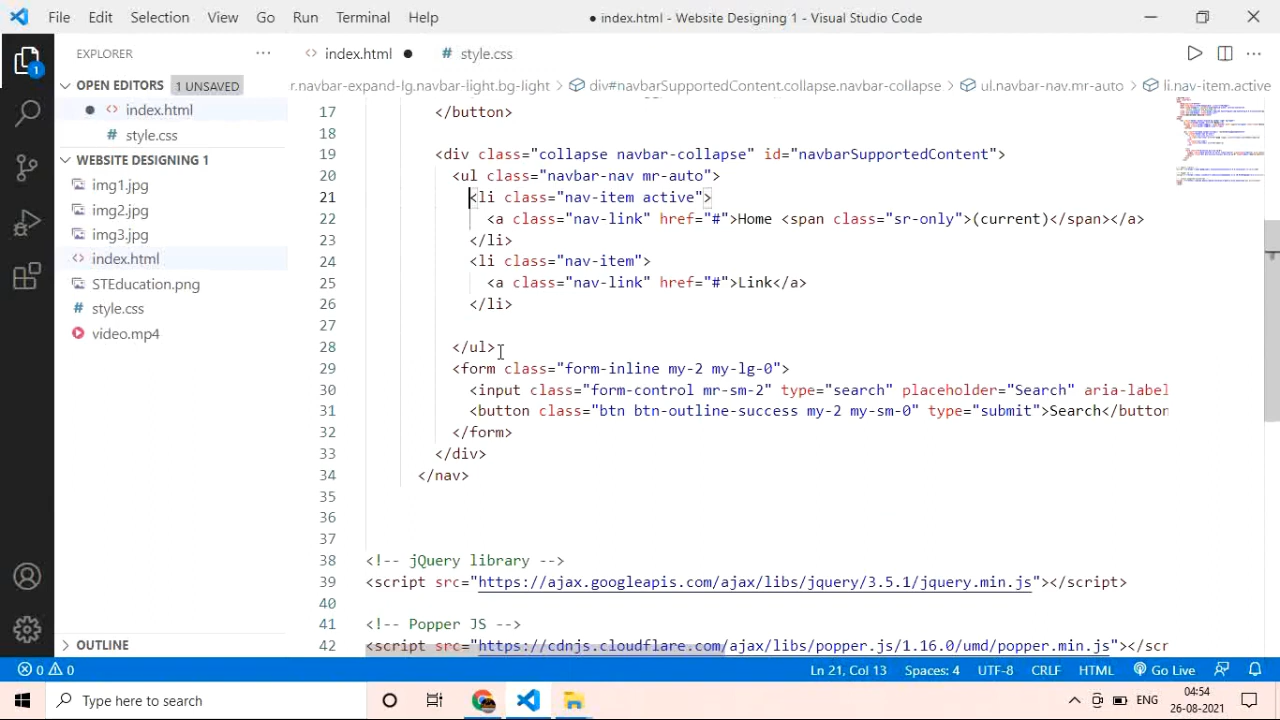 File Edit Selection View Go Run Terminal Help
● index.html - Website Designing 1 - Visual Studio Code
EXPLORER ···
<> index.html ●
# style.css
1
OPEN EDITORS 1 UNSAVED
● <> index.html
# style.css
WEBSITE DESIGNING 1
img1.jpg
img2.jpg
img3.jpg
<> index.html
STEducation.png
# style.css
video.mp4
OUTLINE
r.navbar-expand-lg.navbar-light.bg-light > div#navbarSupportedContent.collapse.navbar-collapse > ul.navbar-nav.mr-auto > li.nav-item.active
17 </button>
18
19 <div class="collapse navbar-collapse" id="navbarSupportedContent">
20 <ul class="navbar-nav mr-auto">
21 <li class="nav-item active">
22 class="nav-link" href="#">Home <span class="sr-only">(current)</span></a>
23 </li>
24 <li class="nav-item">
25 <a class="nav-link" href="#">Link</a>
26 </li>
27
28 </ul>
29 <form class="form-inline my-2 my-lg-0">
30 <input class="form-control mr-sm-2" type="search" placeholder="Search" aria-label
31 <button class="btn btn-outline-success my-2 my-sm-0" type="submit">Search</button
32 </form>
33 </div>
34 </nav>
35
36
37
38 <!-- jQuery library -->
39 <script src="https://ajax.googleapis.com/ajax/libs/jquery/3.5.1/jquery.min.js"></script>
40
41 <!-- Popper JS -->
42 <script src="https://cdnjs.cloudflare.com/ajax/libs/popper.js/1.16.0/umd/popper.min.js"></scr
0 0
Ln 21, Col 13 Spaces: 4 UTF-8 CRLF HTML Go Live
Type here to search
ENG
04:54
26-08-2021